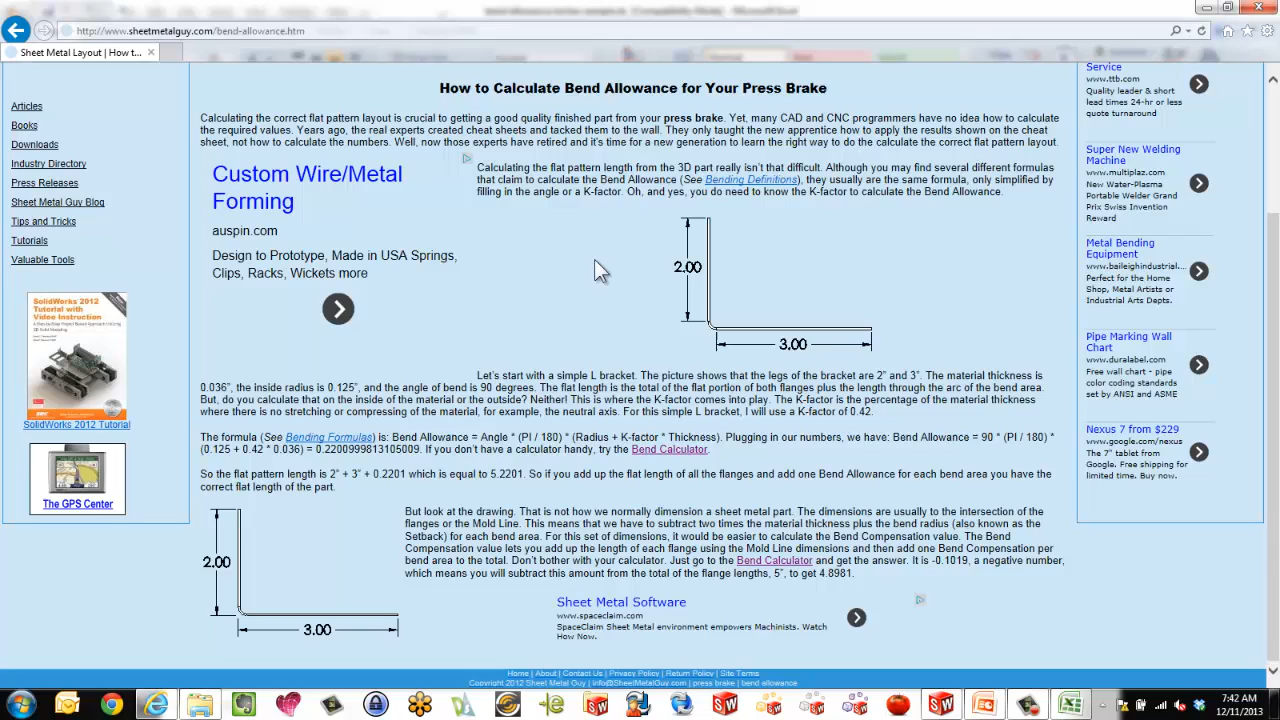 http://www.sheetmetalguy.com/bend-allowance.htm
Sheet Metal Layout | How t...
Articles
Books
Downloads
Industry Directory
Press Releases
Sheet Metal Guy Blog
Tips and Tricks
Tutorials
Valuable Tools
SolidWorks 2012
Tutorial with
Video Instruction
SolidWorks 2012 Tutorial
The GPS Center
How to Calculate Bend Allowance for Your Press Brake
Calculating the correct flat pattern layout is crucial to getting a good quality finished part from your press brake. Yet, many CAD and CNC programmers have no idea how to calculate
the required values. Years ago, the real experts created cheat sheets and tacked them to the wall. They only taught the new apprentice how to apply the results shown on the cheat
sheet, not how to calculate the numbers. Well, now those experts have retired and it's time for a new generation to learn the right way to do the calculate the correct flat pattern layout.
Custom Wire/Metal
Forming
auspin.com
Design to Prototype, Made in USA Springs,
Clips, Racks, Wickets more
Calculating the flat pattern length from the 3D part really isn't that difficult. Although you may find several different formulas
that claim to calculate the Bend Allowance (See Bending Definitions), they usually are the same formula, only simplified by
filling in the angle or a K-factor. Oh, and yes, you do need to know the K-factor to calculate the Bend Allowance.
2.00
3.00
Let's start with a simple L bracket. The picture shows that the legs of the bracket are 2" and 3". The material thickness is
0.036", the inside radius is 0.125", and the angle of bend is 90 degrees. The flat length is the total of the flat portion of both flanges plus the length through the arc of the bend area.
But, do you calculate that on the inside of the material or the outside? Neither! This is where the K-factor comes into play. The K-factor is the percentage of the material thickness
where there is no stretching or compressing of the material, for example, the neutral axis. For this simple L bracket, I will use a K-factor of 0.42.
The formula (See Bending Formulas) is: Bend Allowance = Angle * (PI / 180) * (Radius + K-factor * Thickness). Plugging in our numbers, we have: Bend Allowance = 90 * (PI / 180) *
(0.125 + 0.42 * 0.036) = 0.2200999813105009. If you don't have a calculator handy, try the Bend Calculator.
So the flat pattern length is 2" + 3" + 0.2201 which is equal to 5.2201. So if you add up the flat length of all the flanges and add one Bend Allowance for each bend area you have the
correct flat length of the part.
But look at the drawing. That is not how we normally dimension a sheet metal part. The dimensions are usually to the intersection of the
flanges or the Mold Line. This means that we have to subtract two times the material thickness plus the bend radius (also known as the
Setback) for each bend area. For this set of dimensions, it would be easier to calculate the Bend Compensation value. The Bend
Compensation value lets you add up the length of each flange using the Mold Line dimensions and then add one Bend Compensation per
bend area to the total. Don't bother with your calculator. Just go to the Bend Calculator and get the answer. It is -0.1019, a negative number,
which means you will subtract this amount from the total of the flange lengths, 5", to get 4.8981.
2.00
3.00
Sheet Metal Software
www.spaceclaim.com
SpaceClaim Sheet Metal environment empowers Machinists. Watch
How Now.
Service
www.ttb.com
Quality leader & short
lead times 24-hr or less
quote turnaround
Super New Welding
Machine
www.multiplaz.com
New Water-Plasma
Portable Welder Grand
Prix Swiss Invention
Reward
Metal Bending
Equipment
www.baileighindustrial....
Perfect for the Home
Shop, Metal Artists or
Industrial Arts Depts.
Pipe Marking Wall
Chart
www.duralabel.com
Free wall chart - pipe
color coding standards
set by ANSI and ASME
Nexus 7 from $229
www.google.com/nexus
The 7" tablet from
Google. Free shipping for
limited time. Buy now.
Home | About | Contact Us | Privacy Policy | Return Policy | Site Terms
Copyright 2012 Sheet Metal Guy | info@SheetMetalGuy.com | press brake | bend allowance
7:42 AM
12/11/2013